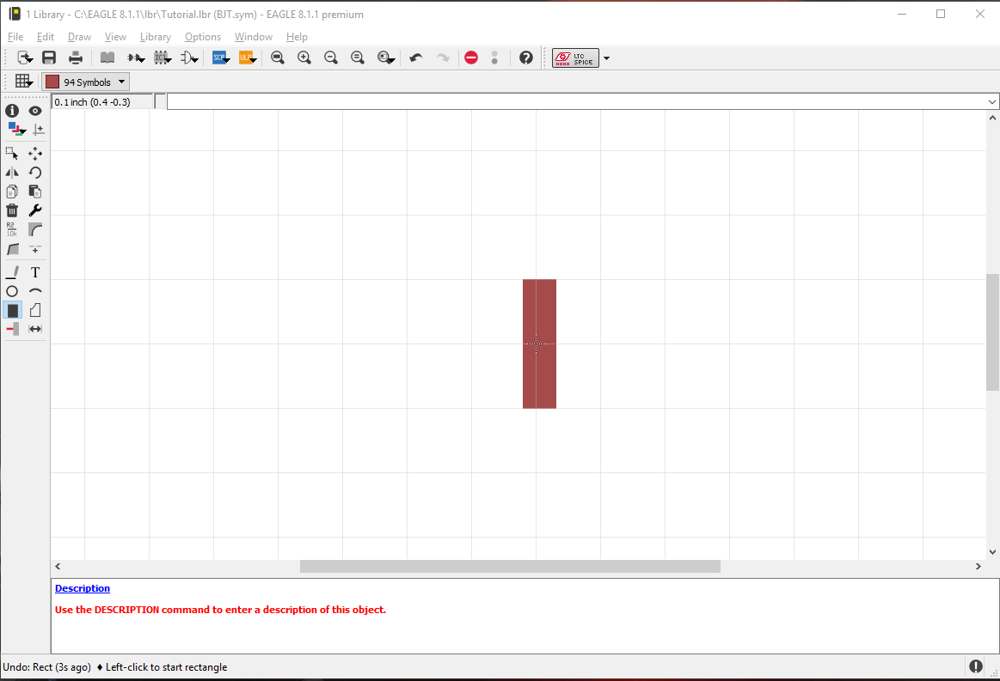 1 Library - C:\EAGLE 8.1.1\lbr\Tutorial.lbr (BJT.sym) - EAGLE 8.1.1 premium
File Edit Draw View Library Options Window Help
SCR ULP LTC SPICE
94 Symbols
0.1 inch (0.4 -0.3)
R2
10k
T
Description
Use the DESCRIPTION command to enter a description of this object.
Undo: Rect (3s ago) ♦ Left-click to start rectangle